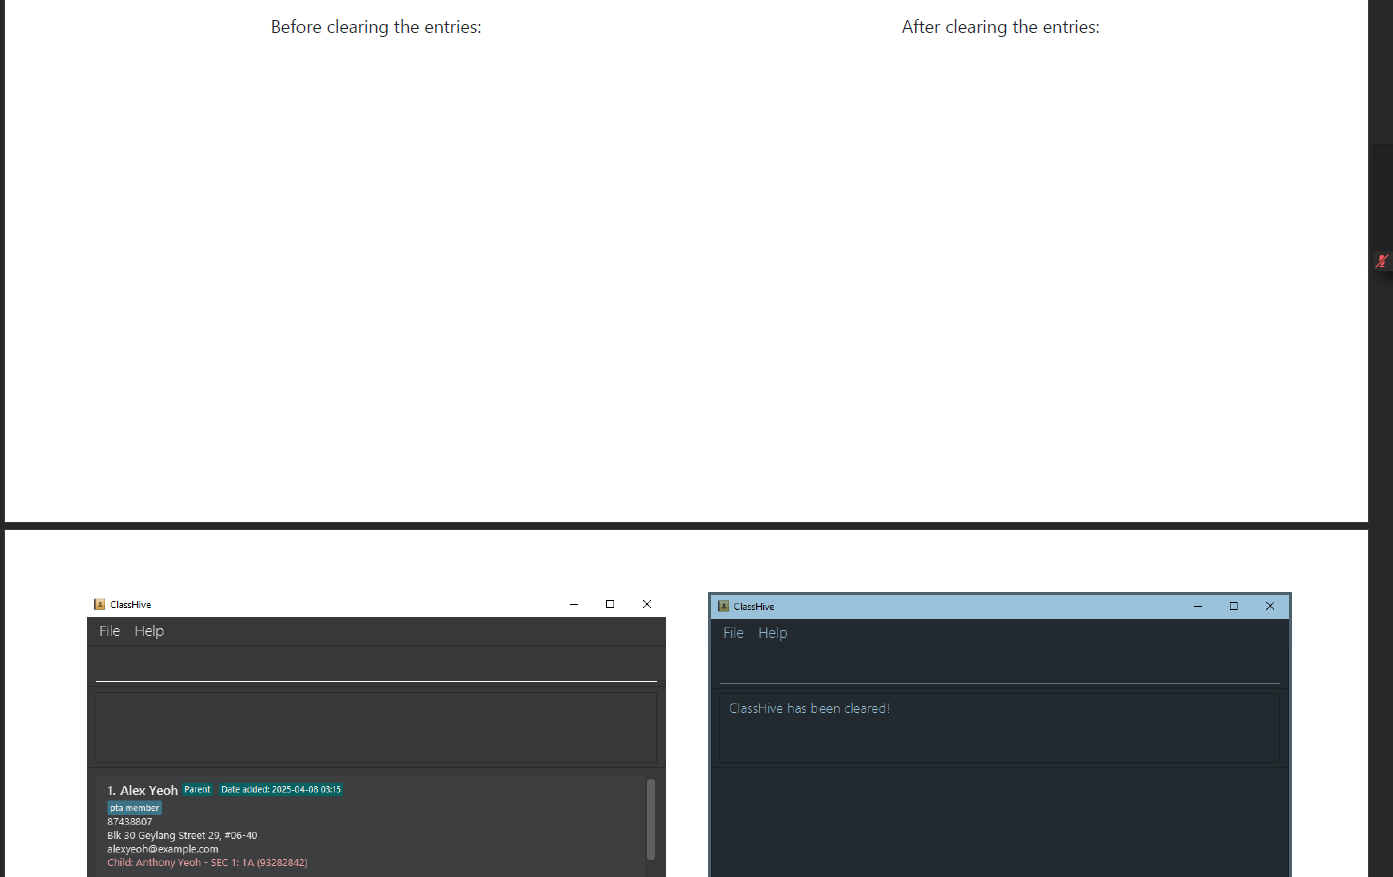 Before clearing the entries:
After clearing the entries:
ClassHive
File Help
1. Alex Yeoh Parent Date added: 2025-04-08 03:15
pta member
87438807
Blk 30 Geylang Street 29, #06-40
alexyeoh@example.com
Child: Anthony Yeoh - SEC 1: 1A (93282842)
ClassHive
File Help
ClassHive has been cleared!